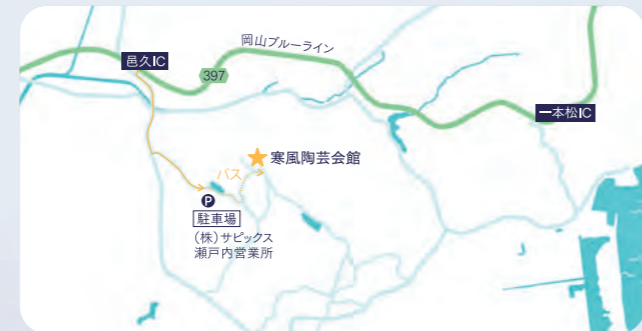 岡山ブルーライン
邑久IC
397
一本松IC
寒風陶芸会館
バス
P
駐車場
(株)サピックス
瀬戸内営業所